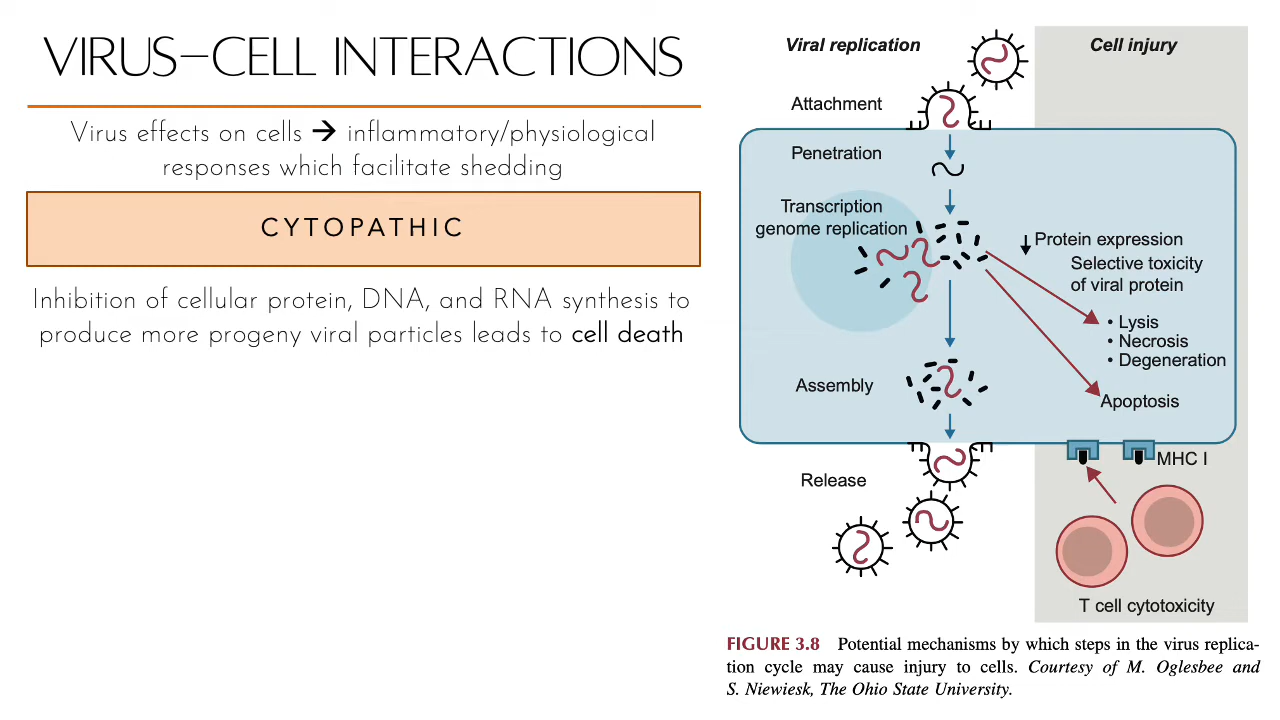 VIRUS–CELL INTERACTIONS
Virus effects on cells → inflammatory/physiological
responses which facilitate shedding
CYTOPATHIC
Inhibition of cellular protein, DNA, and RNA synthesis to
produce more progeny viral particles leads to cell death
Viral replication
Cell injury
Attachment
Penetration
Transcription
genome replication
↓ Protein expression
Selective toxicity
of viral protein
• Lysis
• Necrosis
• Degeneration
Assembly
Apoptosis
MHC I
Release
T cell cytotoxicity
FIGURE 3.8 Potential mechanisms by which steps in the virus replica-
tion cycle may cause injury to cells. Courtesy of M. Oglesbee and
S. Niewiesk, The Ohio State University.